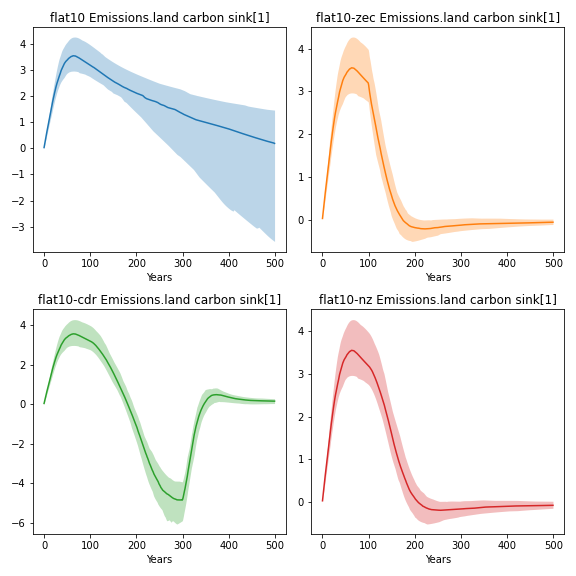 flat10 Emissions.land carbon sink[1]
4
3
2
1
0
−1
−2
−3
0 100 200 300 400 500
Years
flat10-zec Emissions.land carbon sink[1]
4
3
2
1
0
0 100 200 300 400 500
Years
flat10-cdr Emissions.land carbon sink[1]
4
2
0
−2
−4
−6
0 100 200 300 400 500
Years
flat10-nz Emissions.land carbon sink[1]
4
3
2
1
0
0 100 200 300 400 500
Years